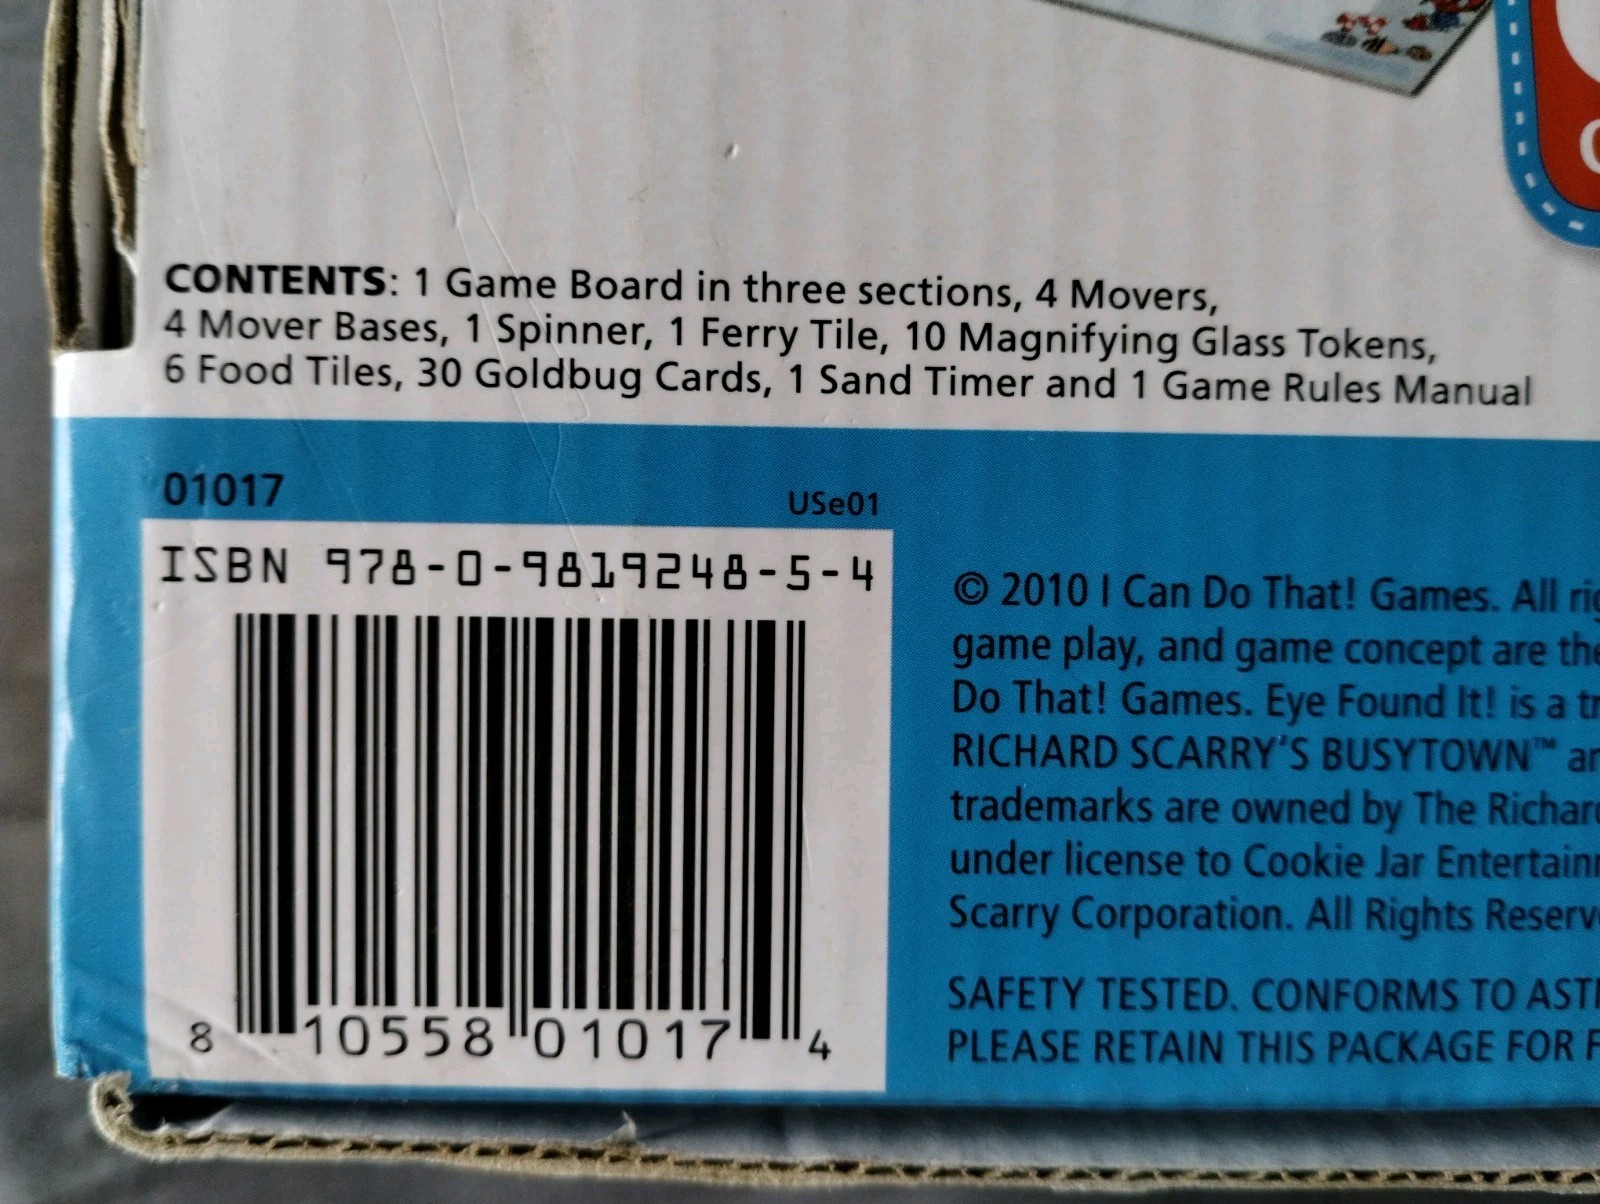 CONTENTS: 1 Game Board in three sections, 4 Movers,
4 Mover Bases, 1 Spinner, 1 Ferry Tile, 10 Magnifying Glass Tokens,
6 Food Tiles, 30 Goldbug Cards, 1 Sand Timer and 1 Game Rules Manual
01017
USe01
ISBN 978-0-9819248-5-4
8 10558 01017 4
© 2010 I Can Do That! Games. All
game play, and game concept are
Do That! Games. Eye Found It! is a
RICHARD SCARRY'S BUSYTOWN™
trademarks are owned by The
under license to Cookie Jar
Scarry Corporation. All Rights
SAFETY TESTED. CONFORMS TO
PLEASE RETAIN THIS PACKAGE FOR